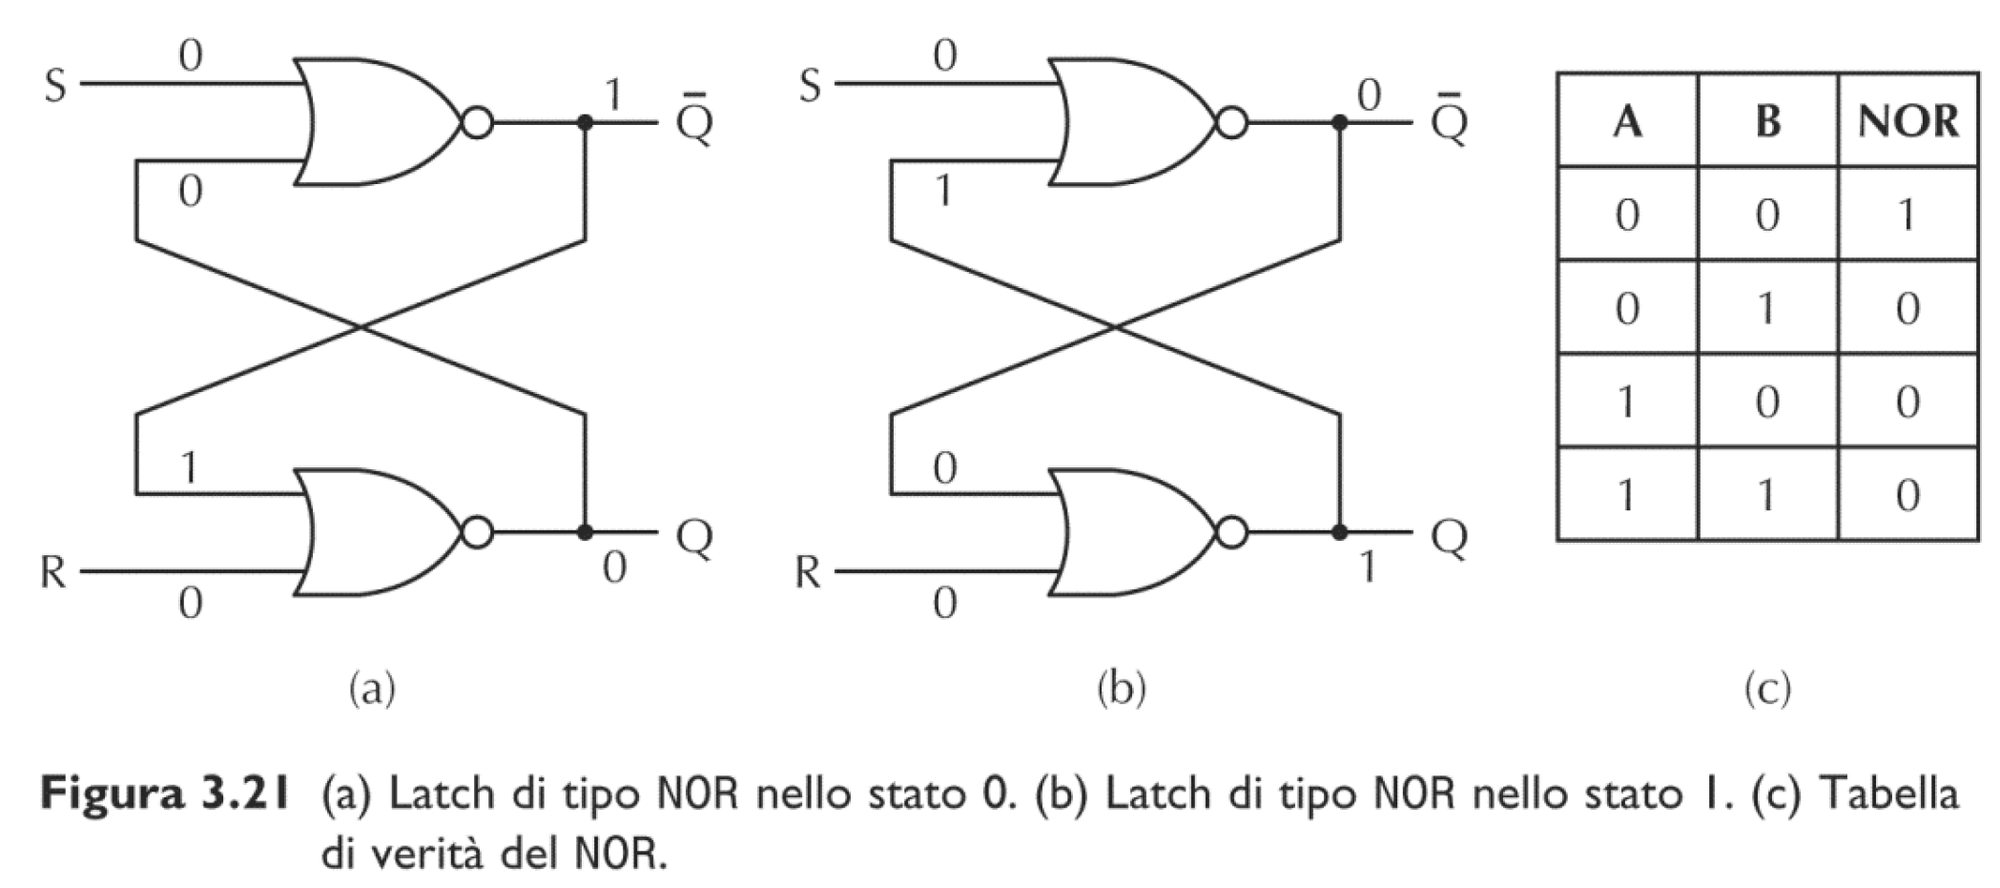 S 0 1 Q̄
0
1
R 0 0 Q
(a)
S 0 0 Q̄
1
0
R 0 1 Q
(b)
A B NOR
0 0 1
0 1 0
1 0 0
1 1 0
(c)
Figura 3.21 (a) Latch di tipo NOR nello stato 0. (b) Latch di tipo NOR nello stato 1. (c) Tabella
di verità del NOR.